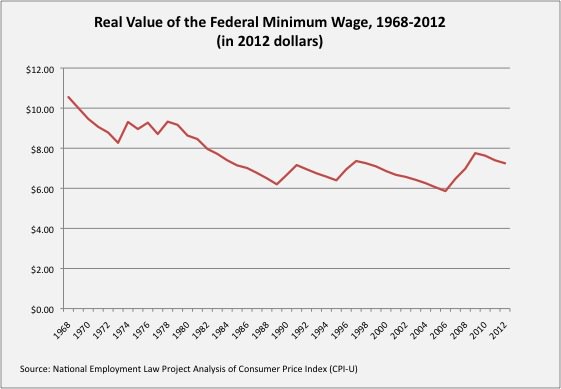 Real Value of the Federal Minimum Wage, 1968-2012
(in 2012 dollars)
$12.00
$10.00
$8.00
$6.00
$4.00
$2.00
$0.00
1968 1970 1972 1974 1976 1978 1980 1982 1984 1986 1988 1990 1992 1994 1996 1998 2000 2002 2004 2006 2008 2010 2012
Source: National Employment Law Project Analysis of Consumer Price Index (CPI-U)